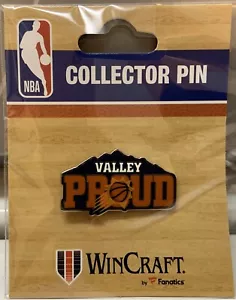 NBA
COLLECTOR PIN
VALLEY
PROUD
WINCRAFT.
by Fanatics